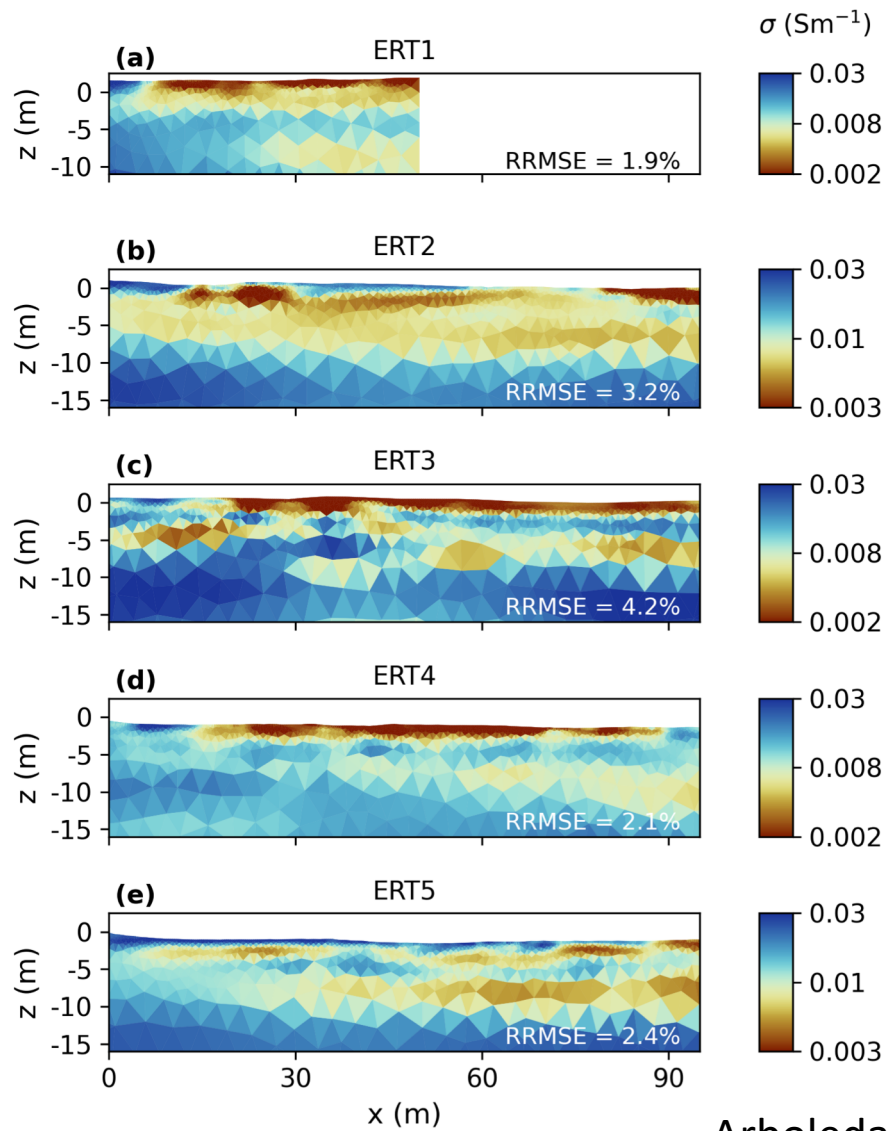 σ (Sm⁻¹)
(a) ERT1
z (m)
0
-5
-10
RRMSE = 1.9%
0.03
0.008
0.002
(b) ERT2
z (m)
0
-5
-10
-15
RRMSE = 3.2%
0.03
0.01
0.003
(c) ERT3
z (m)
0
-5
-10
-15
RRMSE = 4.2%
0.03
0.008
0.002
(d) ERT4
z (m)
0
-5
-10
-15
RRMSE = 2.1%
0.03
0.008
0.002
(e) ERT5
z (m)
0
-5
-10
-15
RRMSE = 2.4%
0.03
0.01
0.003
0 30 60 90
x (m)
Arboleda